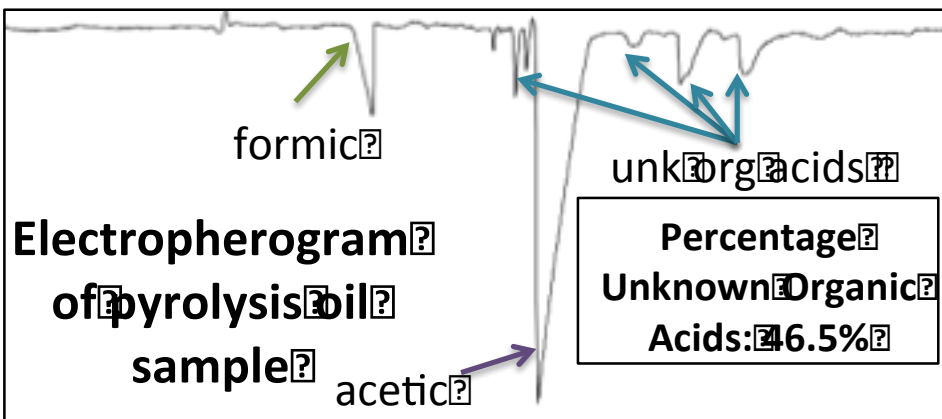 formic⍰
unk⍰org⍰acids⍰⍰
Electropherogram⍰
of⍰pyrolysis⍰oil⍰
sample⍰
Percentage⍰
Unknown⍰Organic⍰
Acids:⍰46.5%⍰
acetic⍰